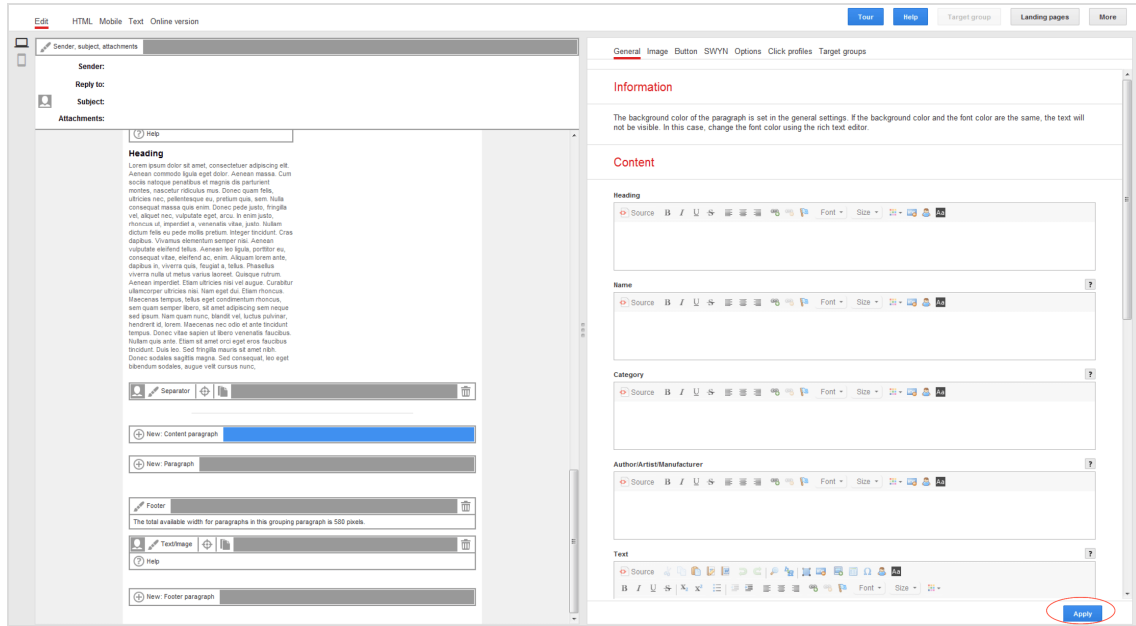 Edit HTML Mobile Text Online version
Tour Help Target group Landing pages More
Sender, subject, attachments
Sender:
Reply to:
Subject:
Attachments:
Help
Heading
Lorem ipsum dolor sit amet, consectetuer adipiscing elit.
Aenean commodo ligula eget dolor. Aenean massa. Cum
sociis natoque penatibus et magnis dis parturient
montes, nascetur ridiculus mus. Donec quam felis,
ultricies nec, pellentesque eu, pretium quis, sem. Nulla
consequat massa quis enim. Donec pede justo, fringilla
vel, aliquet nec, vulputate eget, arcu. In enim justo,
rhoncus ut, imperdiet a, venenatis vitae, justo. Nullam
dictum felis eu pede mollis pretium. Integer tincidunt. Cras
dapibus. Vivamus elementum semper nisi. Aenean
vulputate eleifend tellus. Aenean leo ligula, porttitor eu,
consequat vitae, eleifend ac, enim. Aliquam lorem ante,
dapibus in, viverra quis, feugiat a, tellus. Phasellus
viverra nulla ut metus varius laoreet. Quisque rutrum.
Aenean imperdiet. Etiam ultricies nisi vel augue. Curabitur
ullamcorper ultricies nisi. Nam eget dui. Etiam rhoncus.
Maecenas tempus, tellus eget condimentum rhoncus,
sem quam semper libero, sit amet adipiscing sem neque
sed ipsum. Nam quam nunc, blandit vel, luctus pulvinar,
hendrerit id, lorem. Maecenas nec odio et ante tincidunt
tempus. Donec vitae sapien ut libero venenatis faucibus.
Nullam quis ante. Etiam sit amet orci eget eros faucibus
tincidunt. Duis leo. Sed fringilla mauris sit amet nibh.
Donec sodales sagittis magna. Sed consequat, leo eget
bibendum sodales, augue velit cursus nunc,
Separator
New: Content paragraph
New: Paragraph
Footer
The total available width for paragraphs in this grouping paragraph is 580 pixels.
Text/Image
Help
New: Footer paragraph
General Image Button SWYN Options Click profiles Target groups
Information
The background color of the paragraph is set in the general settings. If the background color and the font color are the same, the text will
not be visible. In this case, change the font color using the rich text editor.
Content
Heading
Source B I U S Font Size Aa
Name ?
Source B I U S Font Size Aa
Category ?
Source B I U S Font Size Aa
Author/Artist/Manufacturer ?
Source B I U S Font Size Aa
Text ?
Source Ω Aa
B I U S X₂ x² Font Size
Apply